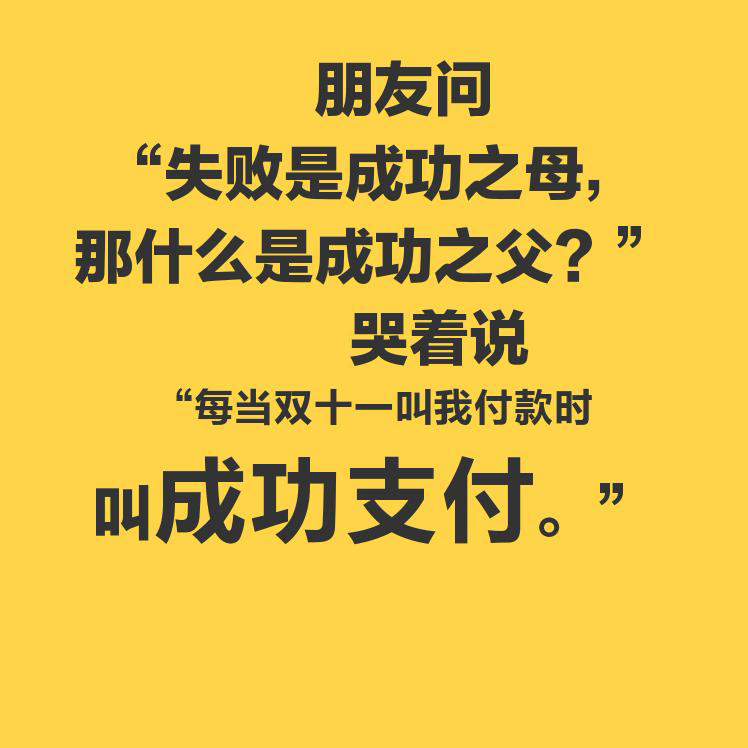 朋友问
“失败是成功之母，
那什么是成功之父？”
哭着说
“每当双十一叫我付款时
叫成功支付。”